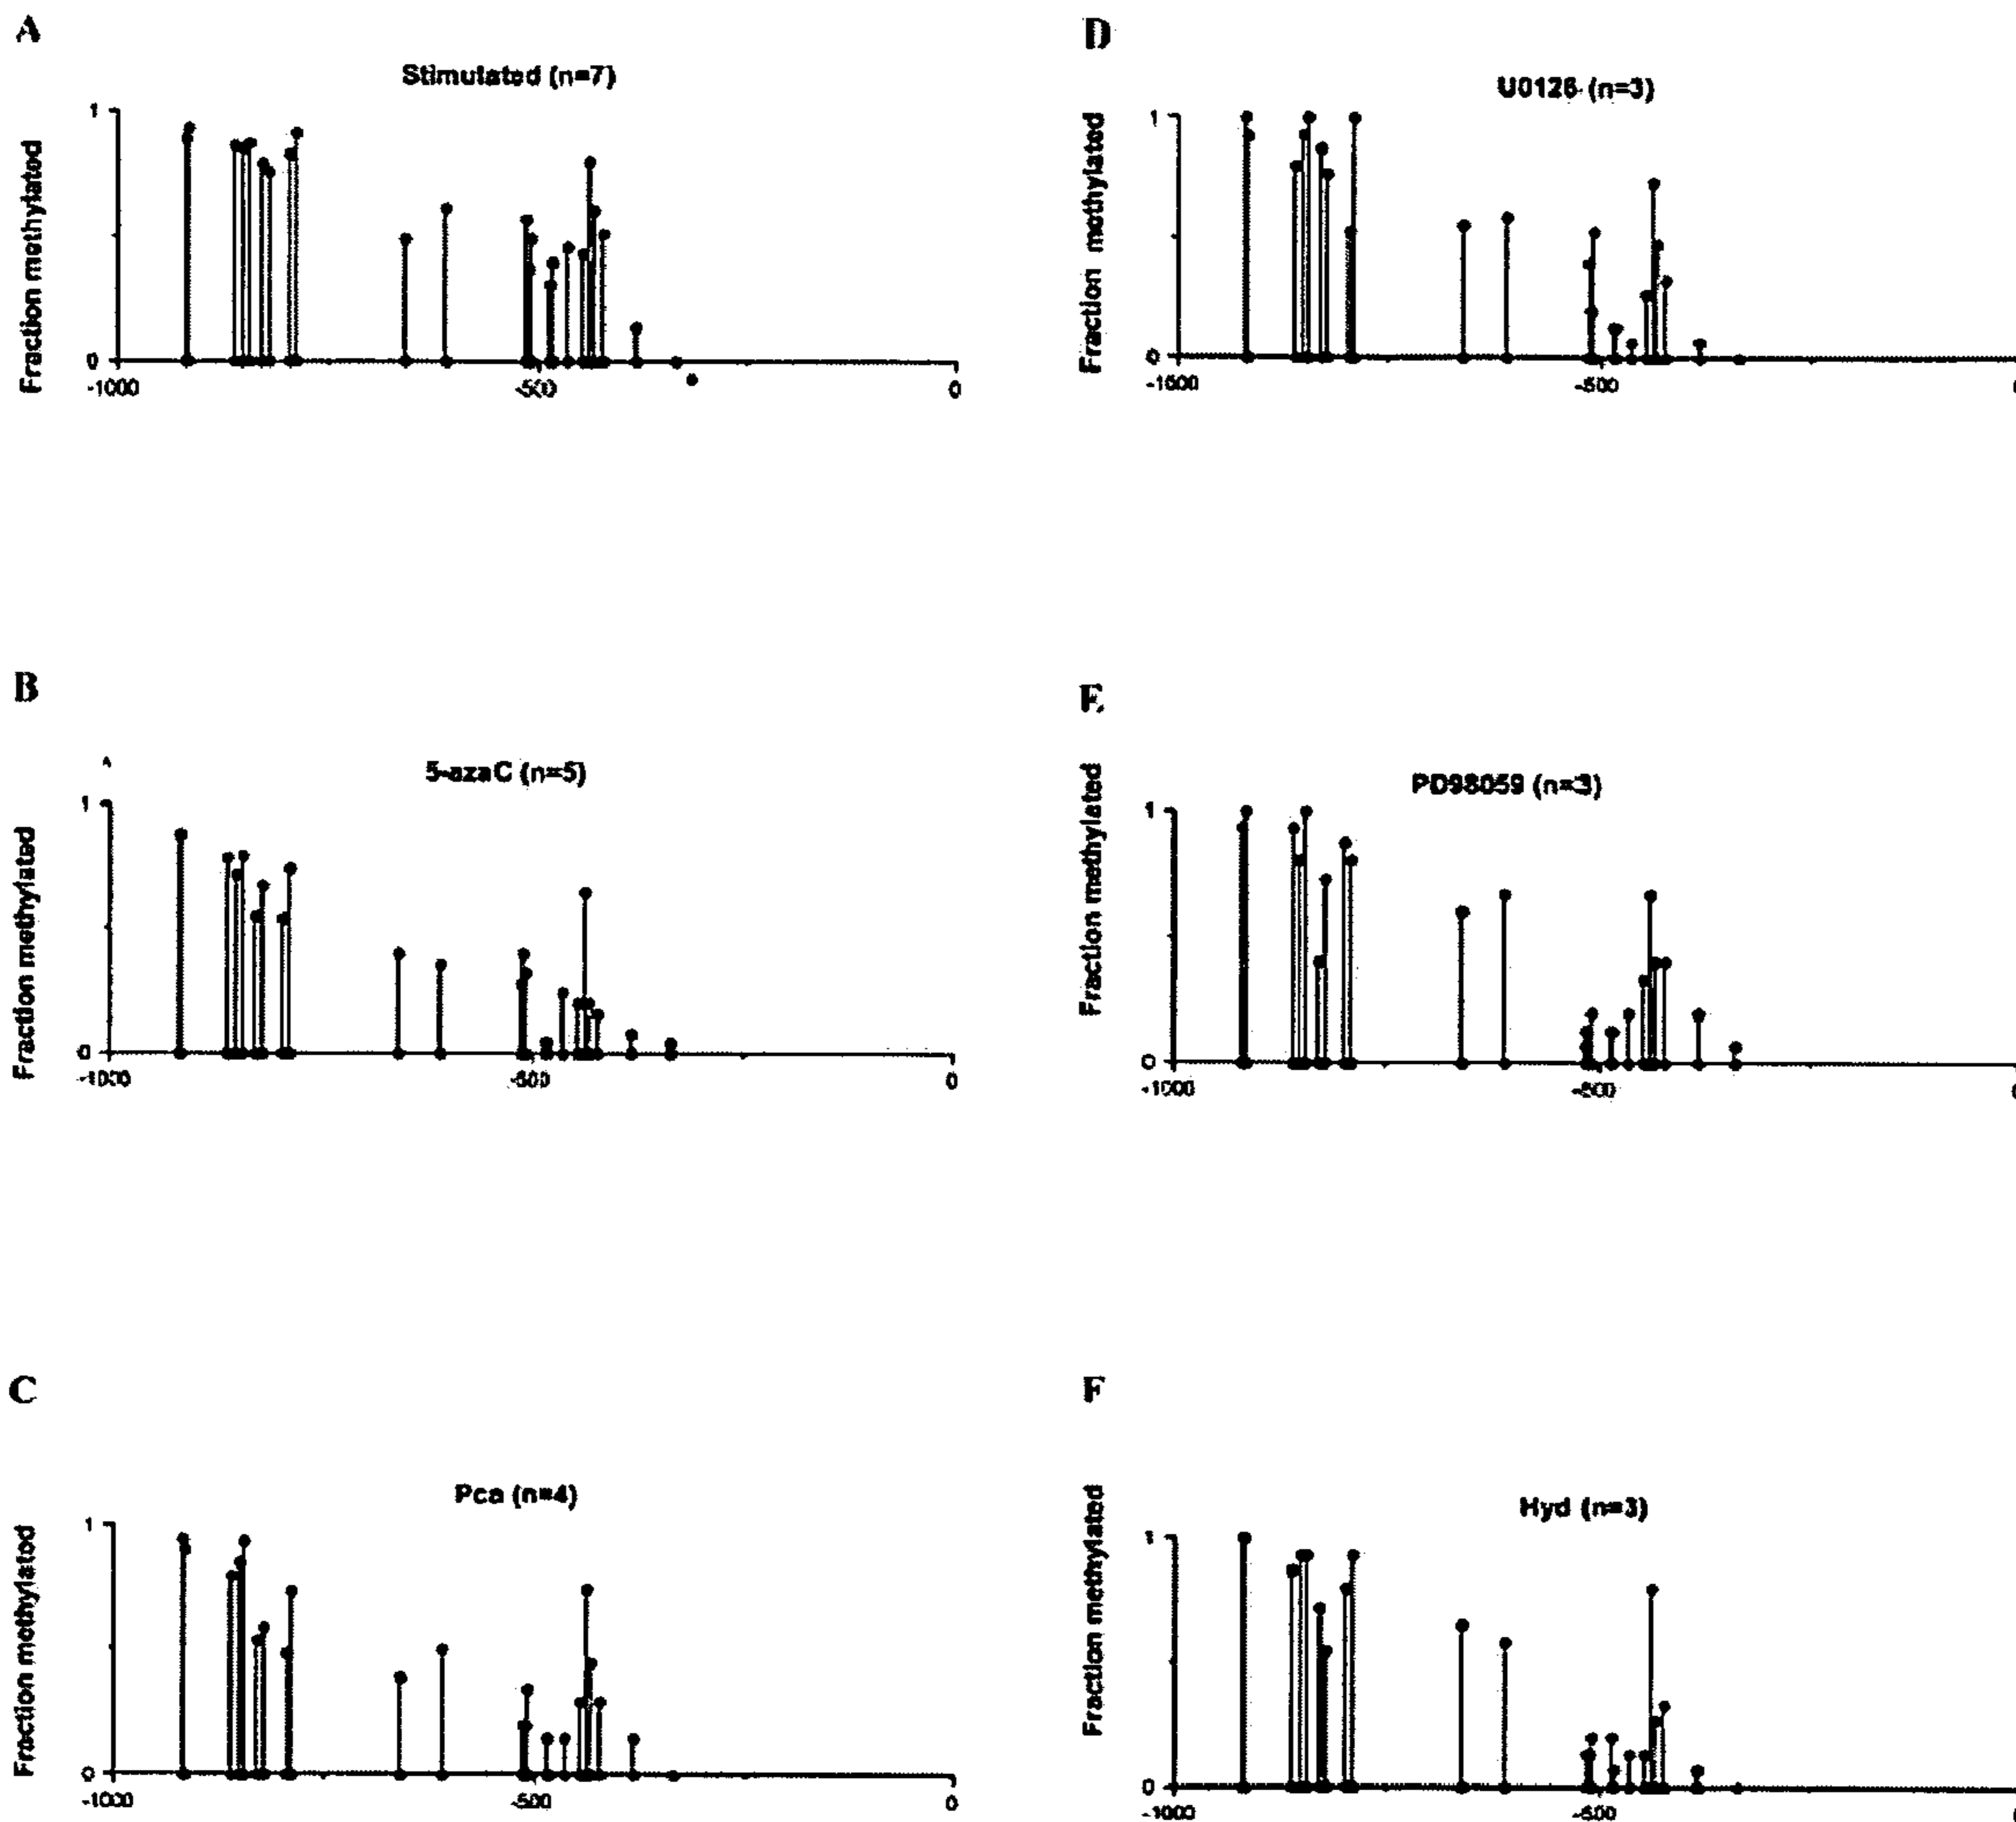 A
Stimulated (n=7)
Fraction methylated
1
0
-1000
-500
0
B
5-azaC (n=5)
Fraction methylated
1
0
-1000
-500
0
C
Pca (n=4)
Fraction methylated
1
0
-1000
-500
0
D
U0126 (n=3)
Fraction methylated
1
0
-1000
-500
E
PD98059 (n=3)
Fraction methylated
1
0
-1000
-500
F
Hyd (n=3)
Fraction methylated
1
0
-1000
-500